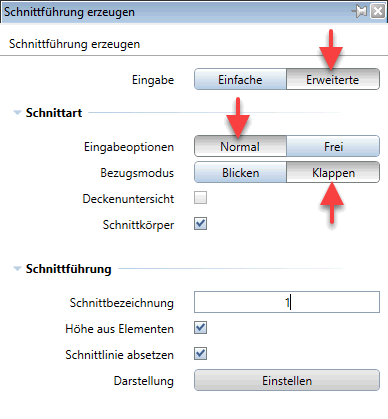 Schnittführung erzeugen
Schnittführung erzeugen
Eingabe Einfache Erweiterte
Schnittart
Eingabeoptionen Normal Frei
Bezugsmodus Blicken Klappen
Deckenuntersicht
Schnittkörper
Schnittführung
Schnittbezeichnung 1
Höhe aus Elementen
Schnittlinie absetzen
Darstellung Einstellen